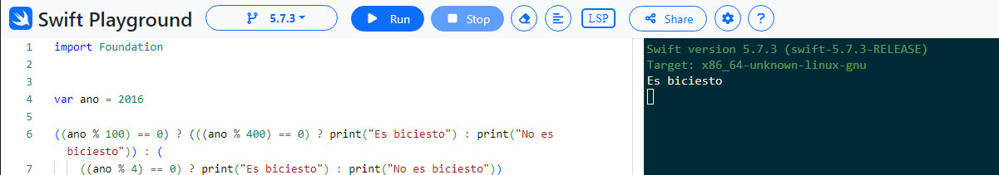 Swift Playground 5.7.3 Run Stop LSP Share ?
1 import Foundation
2
3
4 var ano = 2016
5
6 ((ano % 100) == 0) ? (((ano % 400) == 0) ? print("Es biciesto") : print("No es
biciesto")) : (
7 ((ano % 4) == 0) ? print("Es biciesto") : print("No es biciesto"))
Swift version 5.7.3 (swift-5.7.3-RELEASE)
Target: x86_64-unknown-linux-gnu
Es biciesto